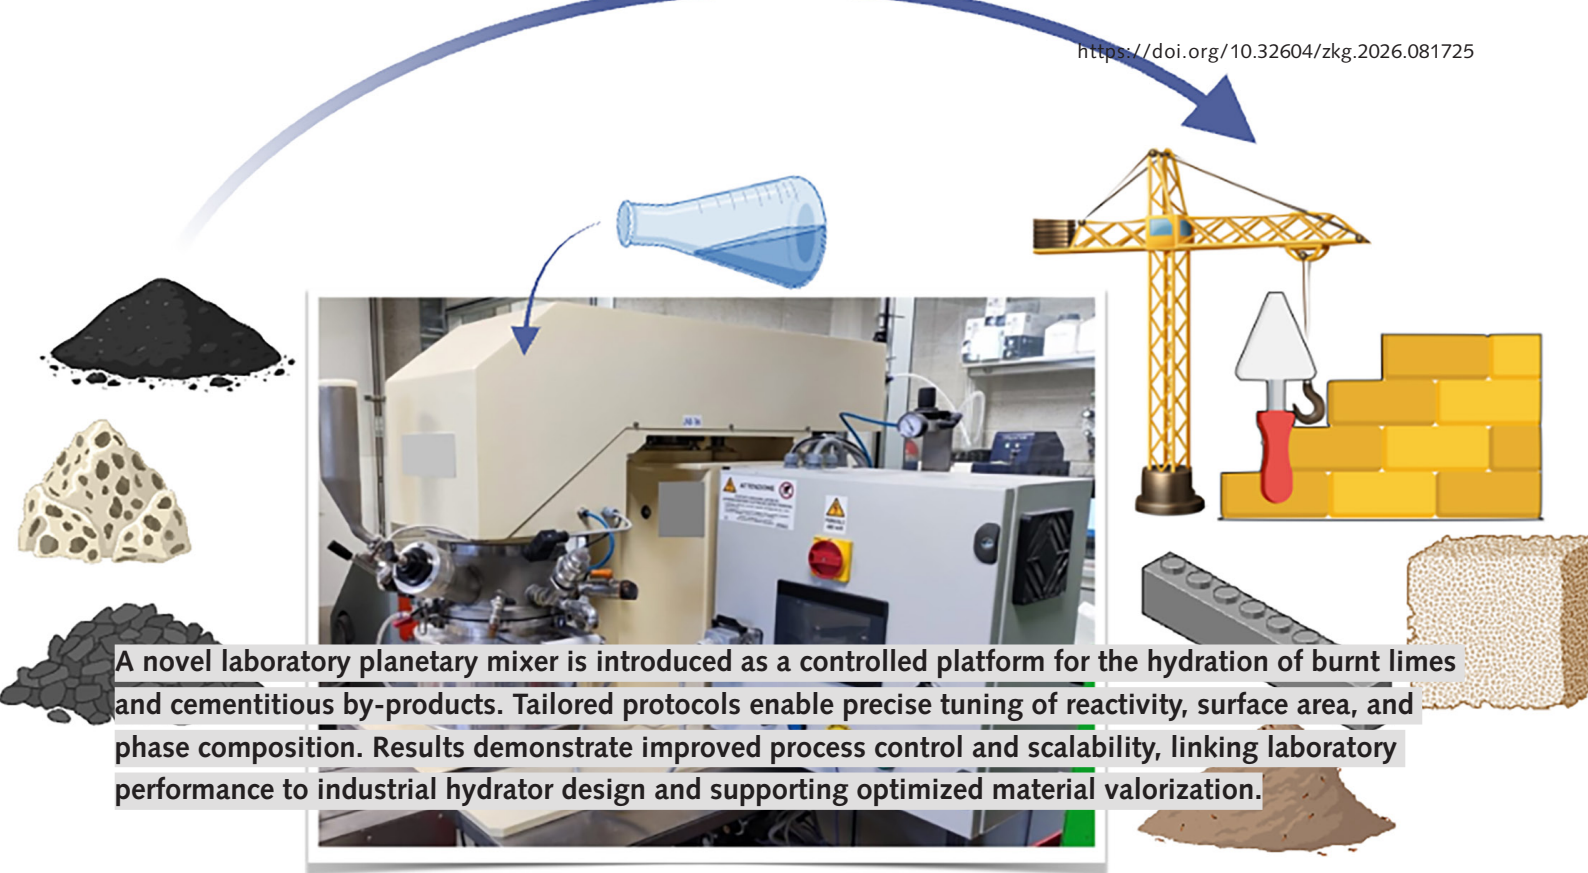 https://doi.org/10.32604/zkg.2026.081725
ATTENZIONE
A novel laboratory planetary mixer is introduced as a controlled platform for the hydration of burnt limes
and cementitious by-products. Tailored protocols enable precise tuning of reactivity, surface area, and
phase composition. Results demonstrate improved process control and scalability, linking laboratory
performance to industrial hydrator design and supporting optimized material valorization.